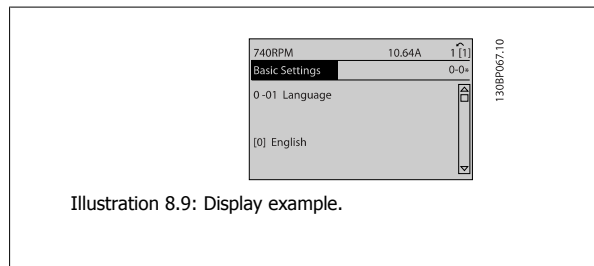 740RPM 10.64A 1 [1]
Basic Settings 0-0*
0 -01 Language
[0] English
130BP067.10
Illustration 8.9: Display example.